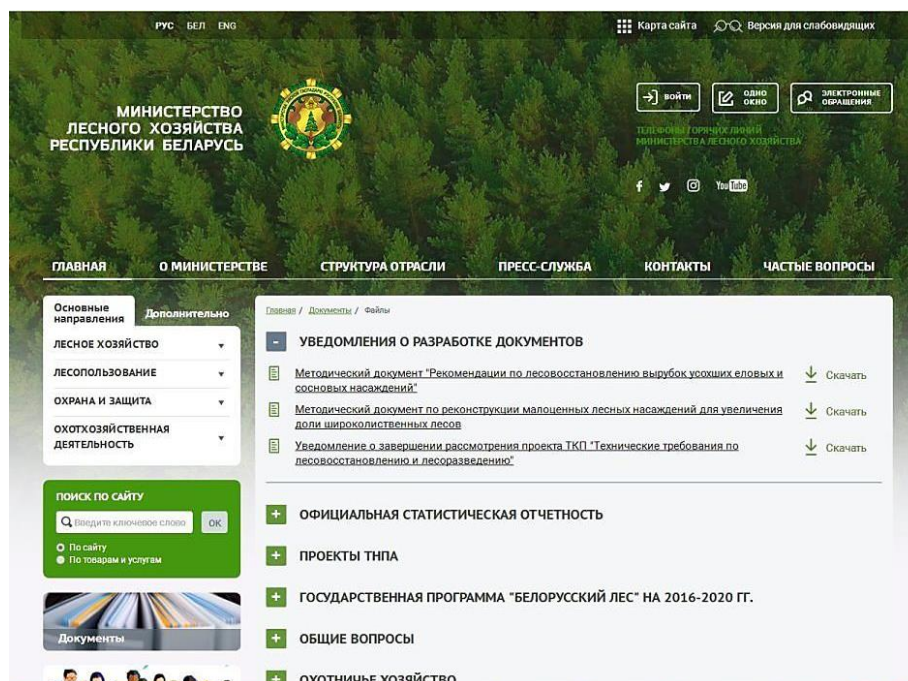 РУС БЕЛ ENG
Карта сайта
Версия для слабовидящих
МИНИСТЕРСТВО
ЛЕСНОГО ХОЗЯЙСТВА
РЕСПУБЛИКИ БЕЛАРУСЬ
ВОЙТИ
ОДНО
ОКНО
ЭЛЕКТРОННЫЕ
ОБРАЩЕНИЯ
ТЕЛЕФОНЫ ГОРЯЧИХ ЛИНИЙ
МИНИСТЕРСТВА ЛЕСНОГО ХОЗЯЙСТВА
You Tube
ГЛАВНАЯ О МИНИСТЕРСТВЕ СТРУКТУРА ОТРАСЛИ ПРЕСС-СЛУЖБА КОНТАКТЫ ЧАСТЫЕ ВОПРОСЫ
Основные
направления
Дополнительно
ЛЕСНОЕ ХОЗЯЙСТВО
ЛЕСОПОЛЬЗОВАНИЕ
ОХРАНА И ЗАЩИТА
ОХОТХОЗЯЙСТВЕННАЯ
ДЕЯТЕЛЬНОСТЬ
ПОИСК ПО САЙТУ
Введите ключевое слово ОК
По сайту
По товарам и услугам
Документы
Главная / Документы / Файлы
- УВЕДОМЛЕНИЯ О РАЗРАБОТКЕ ДОКУМЕНТОВ
Методический документ "Рекомендации по лесовосстановлению вырубок усохших еловых и
сосновых насаждений"
Скачать
Методический документ по реконструкции малоценных лесных насаждений для увеличения
доли широколиственных лесов
Скачать
Уведомление о завершении рассмотрения проекта ТКП "Технические требования по
лесовосстановлению и лесоразведению"
Скачать
+ ОФИЦИАЛЬНАЯ СТАТИСТИЧЕСКАЯ ОТЧЕТНОСТЬ
+ ПРОЕКТЫ ТНПА
+ ГОСУДАРСТВЕННАЯ ПРОГРАММА "БЕЛОРУССКИЙ ЛЕС" НА 2016-2020 ГГ.
+ ОБЩИЕ ВОПРОСЫ
+ ОХОТНИЧЬЕ ХОЗЯЙСТВО